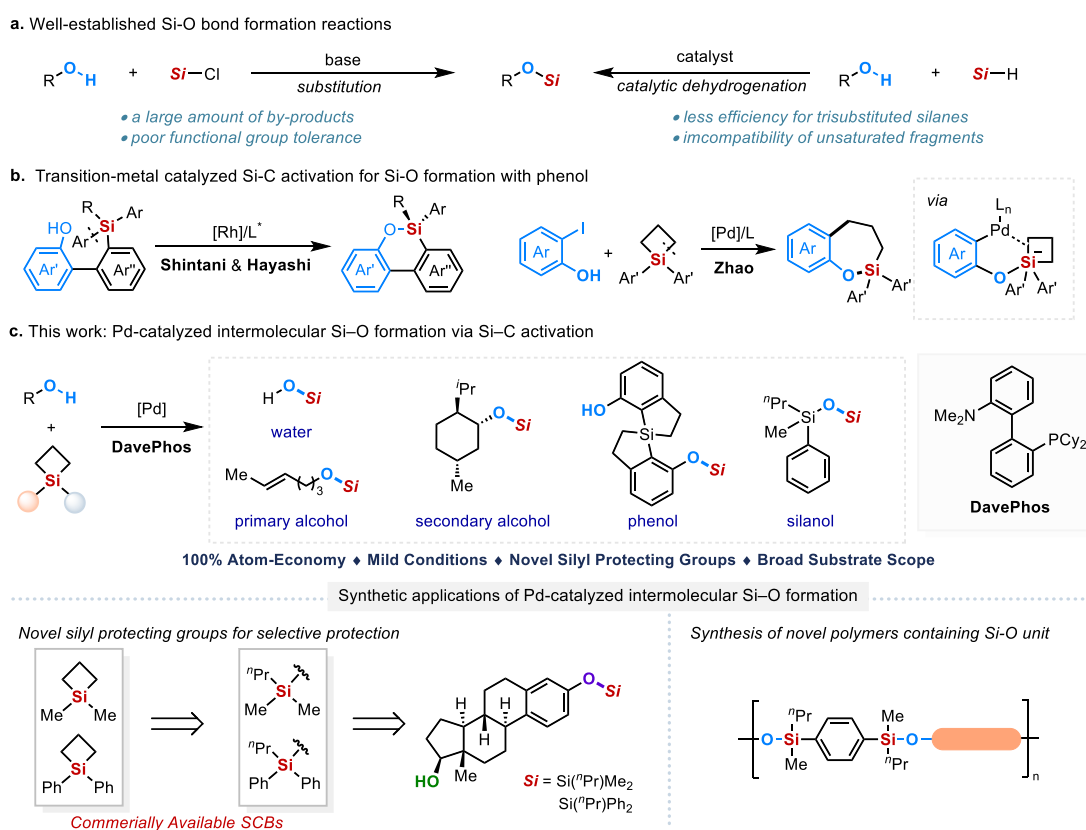 a. Well-established Si-O bond formation reactions
R O H + Si Cl
base
substitution
R O Si
catalyst
catalytic dehydrogenation
R O H + Si H
• a large amount of by-products
• poor functional group tolerance
• less efficiency for trisubstituted silanes
• imcompatibility of unsaturated fragments
b. Transition-metal catalyzed Si-C activation for Si-O formation with phenol
HO R Si Ar Ar Ar' Ar''
[Rh]/L*
Shintani & Hayashi
R Ar O Si Ar' Ar''
I Ar OH + Si Ar' Ar'
[Pd]/L
Zhao
Ar O Si Ar' Ar'
via
Ln
Pd
Ar O Si Ar' Ar'
c. This work: Pd-catalyzed intermolecular Si–O formation via Si–C activation
R O H
+
Si
[Pd]
DavePhos
H O Si
water
Me 3 O Si
primary alcohol
iPr
O Si
Me
secondary alcohol
HO
Si
O Si
phenol
nPr O
Me Si Si
silanol
Me2N
PCy2
DavePhos
100% Atom-Economy ♦ Mild Conditions ♦ Novel Silyl Protecting Groups ♦ Broad Substrate Scope
Synthetic applications of Pd-catalyzed intermolecular Si–O formation
Novel silyl protecting groups for selective protection
Si
Me Me
Si
Ph Ph
Commerially Available SCBs
nPr
Si
Me Me
nPr
Si
Ph Ph
O Si
H H
H
Me
HO
Si = Si(nPr)Me2
Si(nPr)Ph2
Synthesis of novel polymers containing Si-O unit
nPr Me
O Si Si O
Me nPr
n